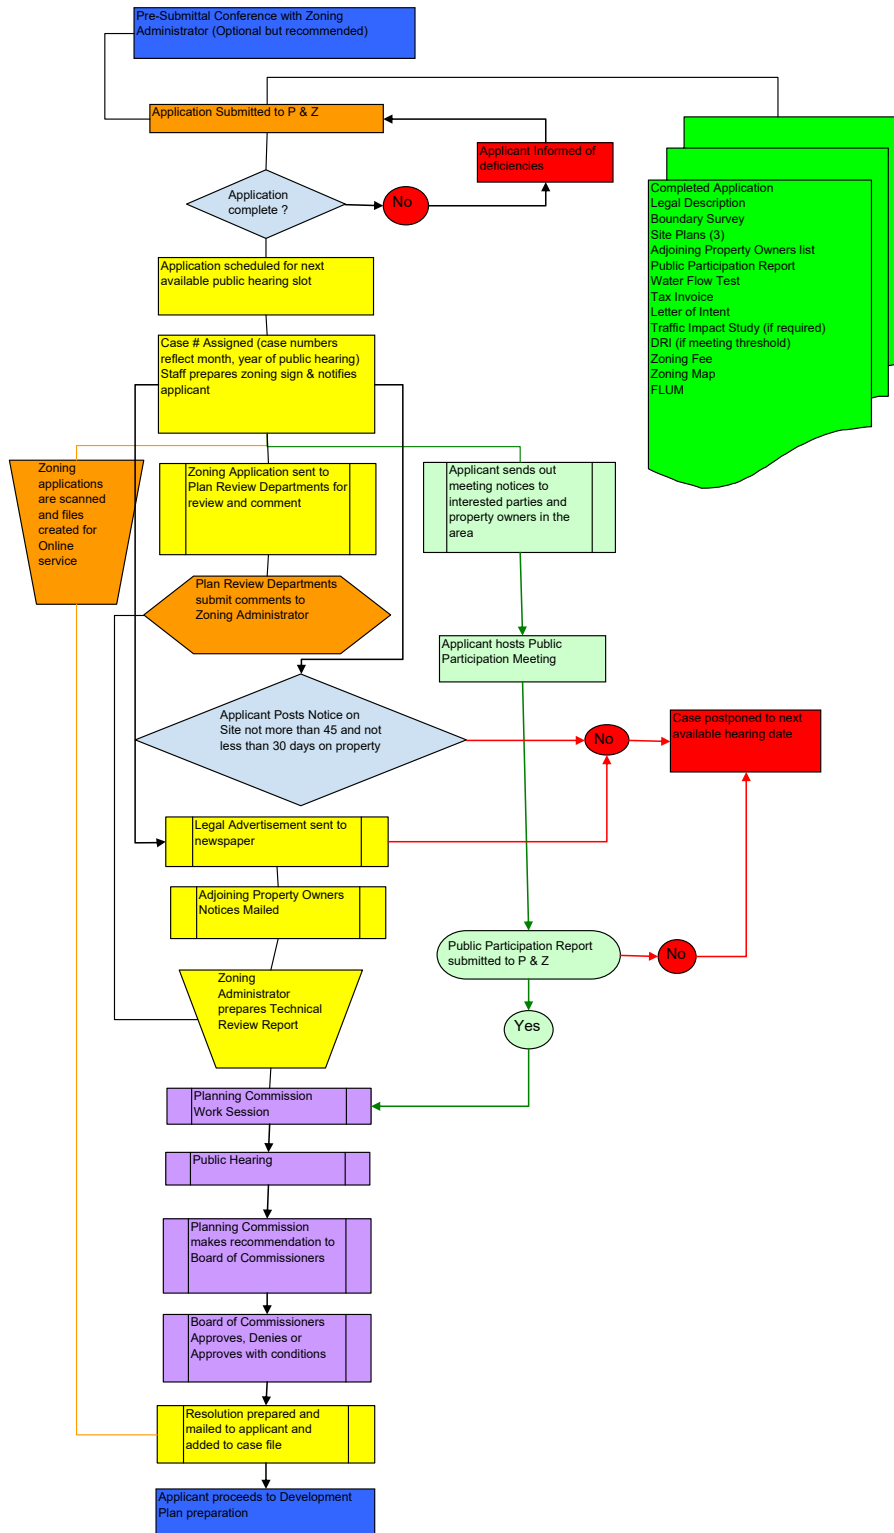 Pre-Submittal Conference with Zoning
Administrator (Optional but recommended)
Application Submitted to P & Z
Applicant Informed of
deficiencies
Application
complete ?
No
Completed Application
Legal Description
Boundary Survey
Site Plans (3)
Adjoining Property Owners list
Public Participation Report
Water Flow Test
Tax Invoice
Letter of Intent
Traffic Impact Study (if required)
DRI (if meeting threshold)
Zoning Fee
Zoning Map
FLUM
Application scheduled for next
available public hearing slot
Case # Assigned (case numbers
reflect month, year of public hearing)
Staff prepares zoning sign & notifies
applicant
Zoning
applications
are scanned
and files
created for
Online
service
Zoning Application sent to
Plan Review Departments for
review and comment
Applicant sends out
meeting notices to
interested parties and
property owners in the
area
Plan Review Departments
submit comments to
Zoning Administrator
Applicant hosts Public
Participation Meeting
Applicant Posts Notice on
Site not more than 45 and not
less than 30 days on property
No
Case postponed to next
available hearing date
Legal Advertisement sent to
newspaper
Adjoining Property Owners
Notices Mailed
Public Participation Report
submitted to P & Z
No
Zoning
Administrator
prepares Technical
Review Report
Yes
Planning Commission
Work Session
Public Hearing
Planning Commission
makes recommendation to
Board of Commissioners
Board of Commissioners
Approves, Denies or
Approves with conditions
Resolution prepared and
mailed to applicant and
added to case file
Applicant proceeds to Development
Plan preparation